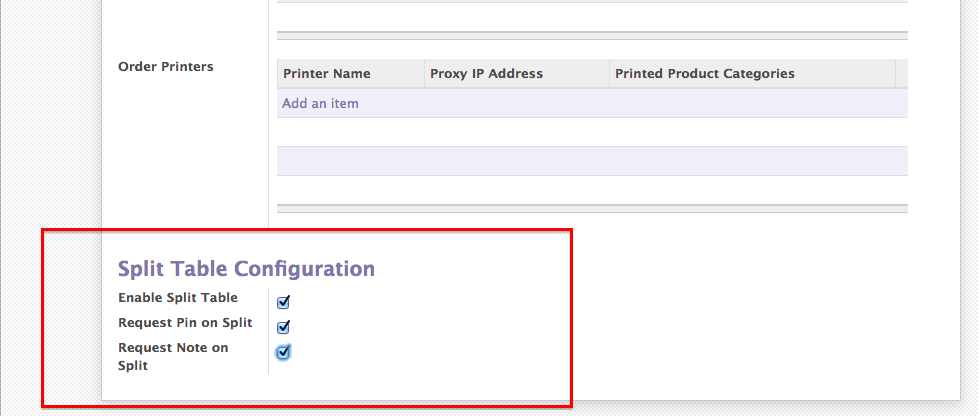 Order Printers
Printer Name Proxy IP Address Printed Product Categories
Add an item
Split Table Configuration
Enable Split Table
Request Pin on Split
Request Note on
Split